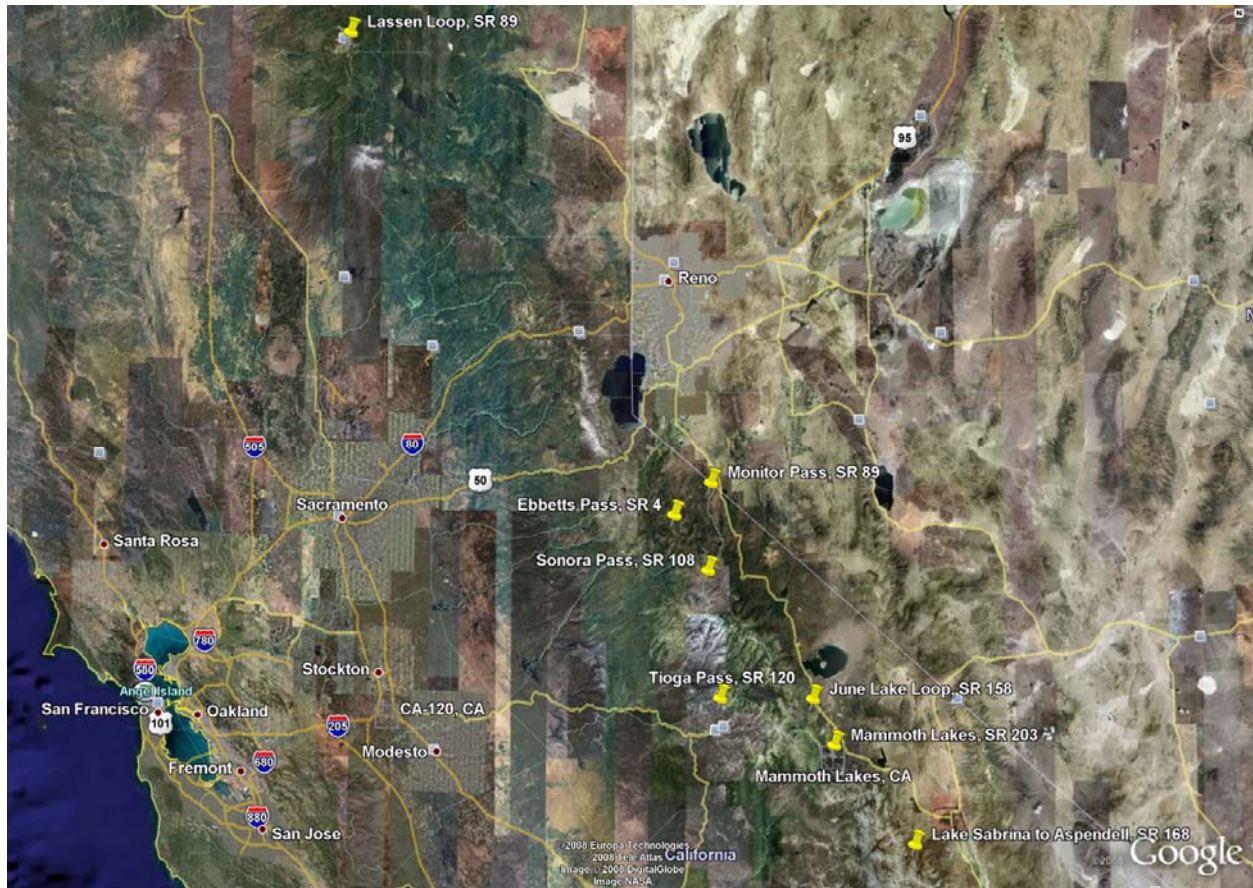 Lassen Loop, SR 89
95
Reno
505
80
50
Monitor Pass, SR 89
Ebbetts Pass, SR 4
Sacramento
Santa Rosa
Sonora Pass, SR 108
780
580
Stockton
Tioga Pass, SR 120
June Lake Loop, SR 158
Angel Island
San Francisco
101
Oakland
CA-120, CA
205
Modesto
Mammoth Lakes, SR 203
Fremont
680
Mammoth Lakes, CA
880
San Jose
Lake Sabrina to Aspendell, SR 168
©2008 Europa Technologies
© 2008 Tele Atlas
California
Image © 2008 DigitalGlobe
Image NASA
Google